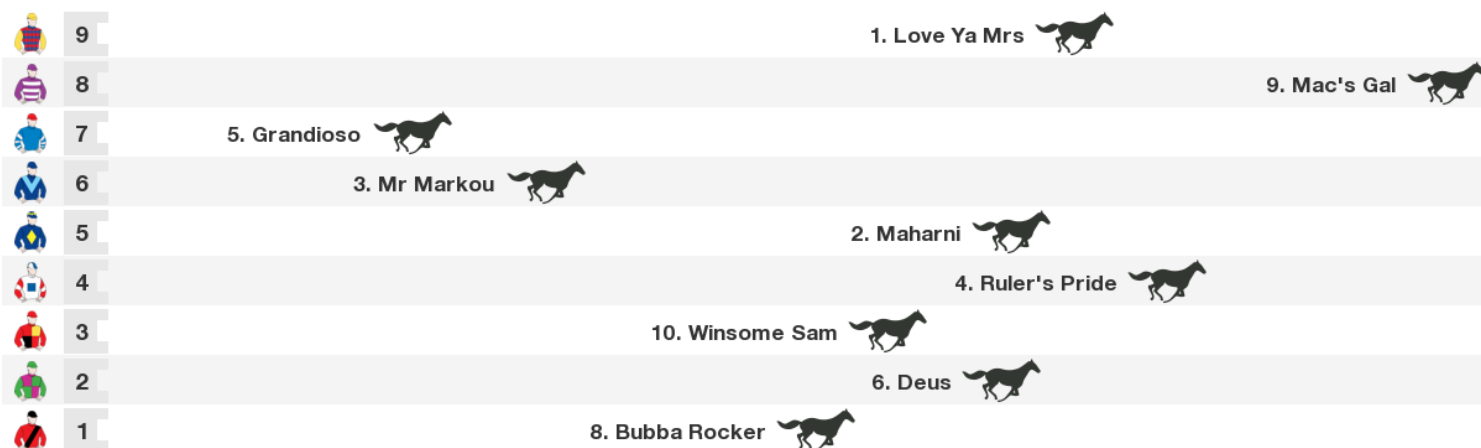 9 1. Love Ya Mrs
8 9. Mac's Gal
7 5. Grandioso
6 3. Mr Markou
5 2. Maharni
4 4. Ruler's Pride
3 10. Winsome Sam
2 6. Deus
1 8. Bubba Rocker